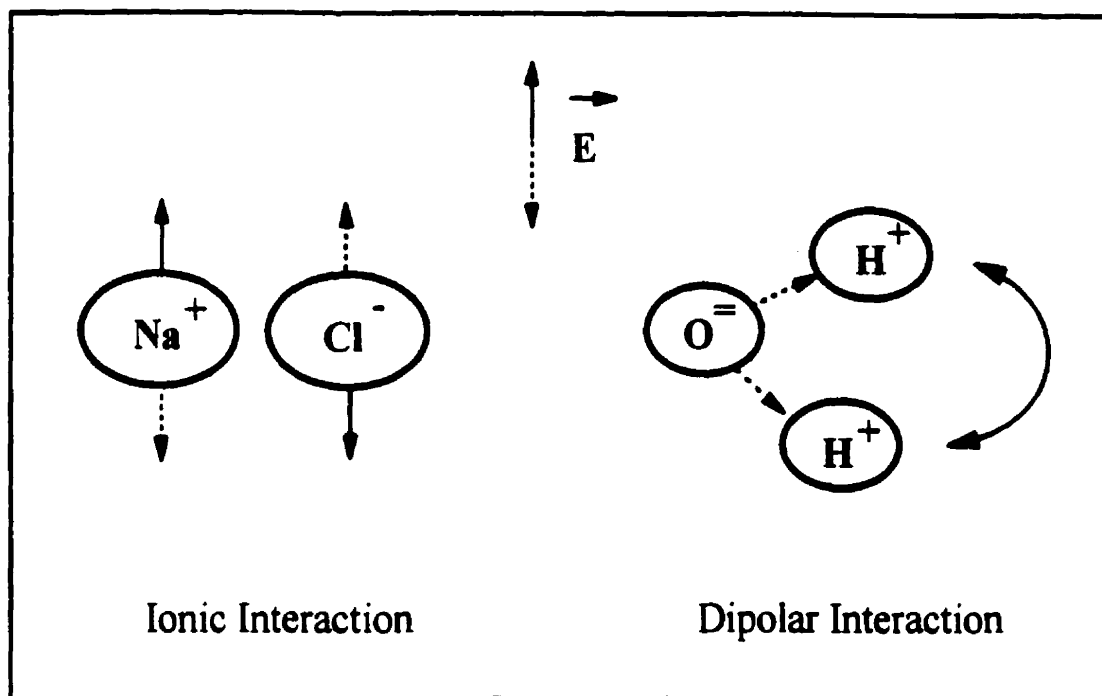 E
Na+
Cl-
O=
H+
H+
Ionic Interaction
Dipolar Interaction